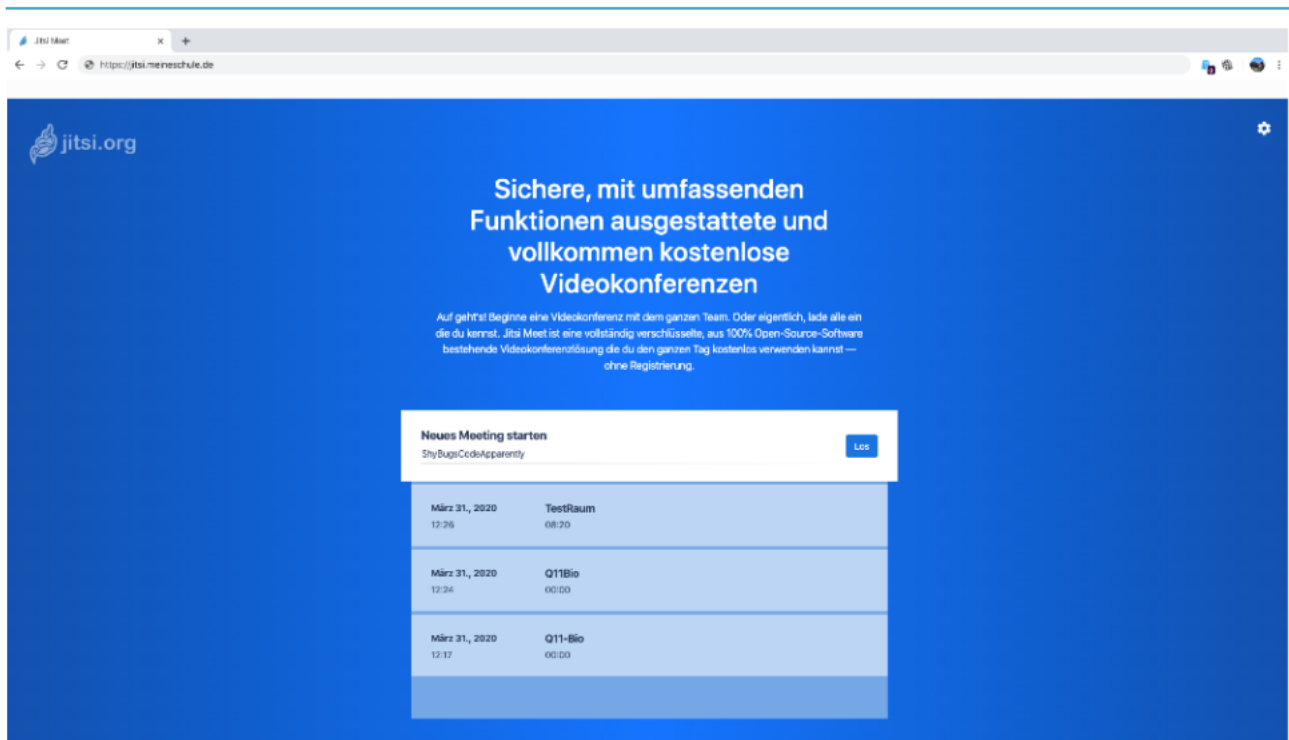 Jitsi Meet
https://jitsi.meineschule.de
jitsi.org
Sichere, mit umfassenden
Funktionen ausgestattete und
vollkommen kostenlose
Videokonferenzen
Auf geht's! Beginne eine Videokonferenz mit dem ganzen Team. Oder eigentlich, lade alle ein
die du kennst. Jitsi Meet ist eine vollständig verschlüsselte, aus 100% Open-Source-Software
bestehende Videokonferenzlösung die du den ganzen Tag kostenlos verwenden kannst —
ohne Registrierung.
Neues Meeting starten
ShyBugsCodeApparently
Los
März 31., 2020 TestRaum
12:26 08:20
März 31., 2020 Q11Bio
12:24 00:00
März 31., 2020 Q11-Bio
12:17 00:00